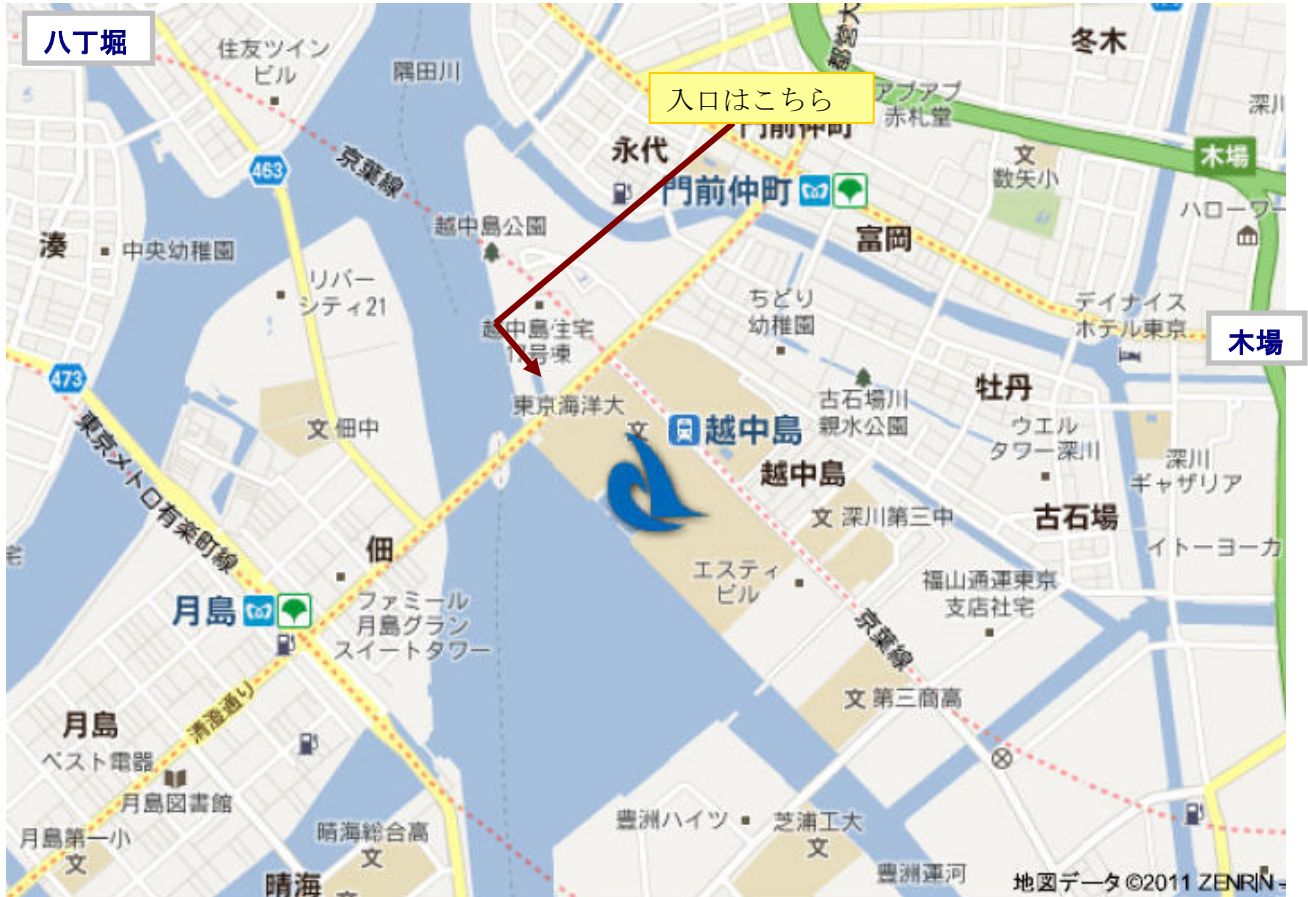 八丁堀
住友ツイン
ビル
隅田川
冬木
入口はこちら
アブアブ
赤札堂
深川
門前仲町
永代
文
数矢小
木場
463
京葉線
門前仲町
ハローワー
越中島公園
湊
中央幼稚園
富岡
リバー
シティ21
ちどり
幼稚園
デイナイス
ホテル東京
越中島住宅
17号棟
木場
473
牡丹
東京海洋大
文
古石場川
親水公園
文 佃中
越中島
ウエル
タワー深川
深川
ギャザリア
越中島
東京メトロ有楽町線
文 深川第三中
古石場
佃
イトーヨーカ
宅
エスティ
ビル
福山通運東京
支店社宅
月島
ファミール
月島グラン
スイートタワー
京葉線
清澄通り
文 第三商高
月島
ベスト電器
月島図書館
豊洲ハイツ
芝浦工大
文
月島第一小
文
晴海総合高
文
豊洲運河
晴海
地図データ ©2011 ZENRIN -